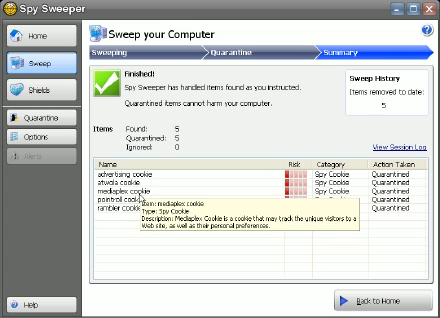 Spy Sweeper
Home
Sweep
Shields
Quarantine
Options
Alerts
Help
Sweep your Computer
Sweeping
Quarantine
Summary
Finished!
Spy Sweeper has handled items found as you instructed.
Quarantined items cannot harm your computer.
Sweep History
Items removed to date:
5
Items Found: 5
Quarantined: 5
Ignored: 0
View Session Log
Name Risk Category Action Taken
advertising cookie Spy Cookie Quarantined
atwola cookie Spy Cookie Quarantined
mediaplex cookie Spy Cookie Quarantined
pointroll cookie Spy Cookie Quarantined
rambler cookie Spy Cookie Quarantined
Item: mediaplex cookie
Type: Spy Cookie
Description: Mediaplex Cookie is a cookie that may track the unique visitors to a
Web site, as well as their personal preferences.
Back to Home